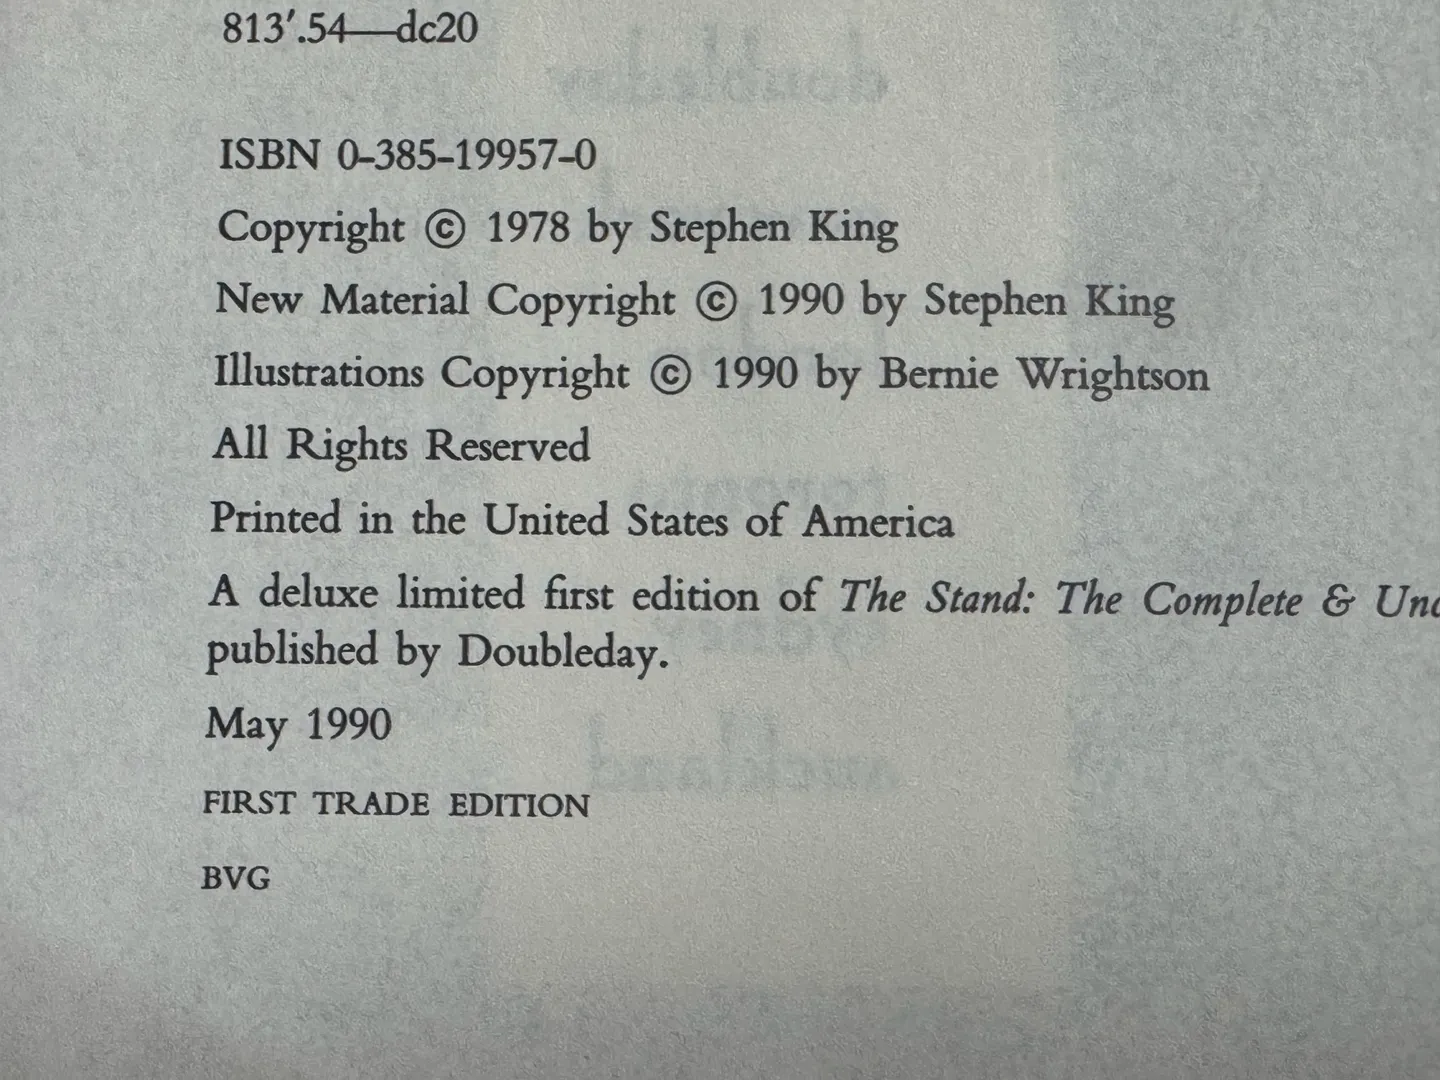 813′.54—dc20
ISBN 0-385-19957-0
Copyright © 1978 by Stephen King
New Material Copyright © 1990 by Stephen King
Illustrations Copyright © 1990 by Bernie Wrightson
All Rights Reserved
Printed in the United States of America
A deluxe limited first edition of The Stand: The Complete &
published by Doubleday.
May 1990
FIRST TRADE EDITION
BVG